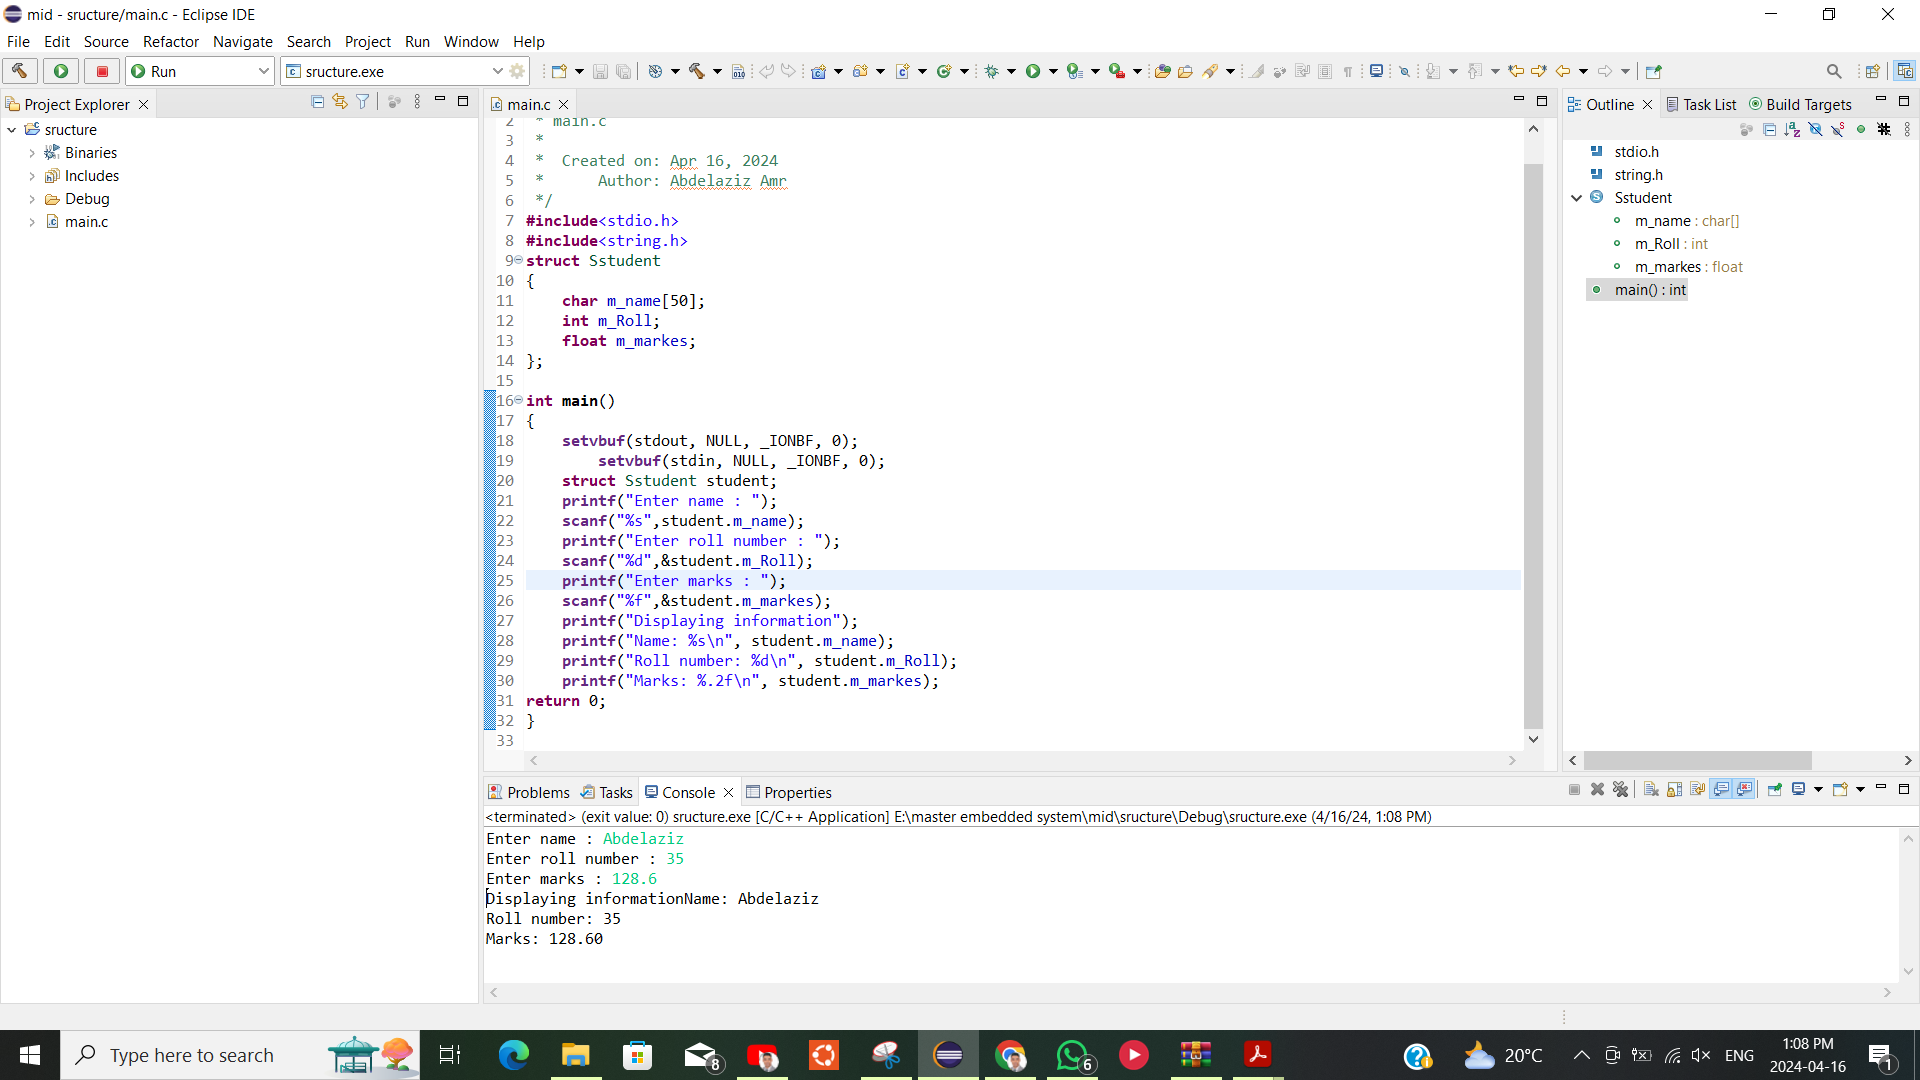 mid - sructure/main.c - Eclipse IDE
File Edit Source Refactor Navigate Search Project Run Window Help
Run
sructure.exe
Project Explorer
sructure
Binaries
Includes
Debug
main.c
main.c
2 * main.c
3 *
4 * Created on: Apr 16, 2024
5 * Author: Abdelaziz Amr
6 */
7 #include<stdio.h>
8 #include<string.h>
9 struct Sstudent
10 {
11 char m_name[50];
12 int m_Roll;
13 float m_markes;
14 };
15
16 int main()
17 {
18 setvbuf(stdout, NULL, _IONBF, 0);
19 setvbuf(stdin, NULL, _IONBF, 0);
20 struct Sstudent student;
21 printf("Enter name : ");
22 scanf("%s",student.m_name);
23 printf("Enter roll number : ");
24 scanf("%d",&student.m_Roll);
25 printf("Enter marks : ");
26 scanf("%f",&student.m_markes);
27 printf("Displaying information");
28 printf("Name: %s\n", student.m_name);
29 printf("Roll number: %d\n", student.m_Roll);
30 printf("Marks: %.2f\n", student.m_markes);
31 return 0;
32 }
33
Outline Task List Build Targets
stdio.h
string.h
Sstudent
m_name : char[]
m_Roll : int
m_markes : float
main() : int
Problems Tasks Console Properties
<terminated> (exit value: 0) sructure.exe [C/C++ Application] E:\master embedded system\mid\sructure\Debug\sructure.exe (4/16/24, 1:08 PM)
Enter name : Abdelaziz
Enter roll number : 35
Enter marks : 128.6
Displaying informationName: Abdelaziz
Roll number: 35
Marks: 128.60
Type here to search
8
6
20°C
ENG
1:08 PM
2024-04-16
1